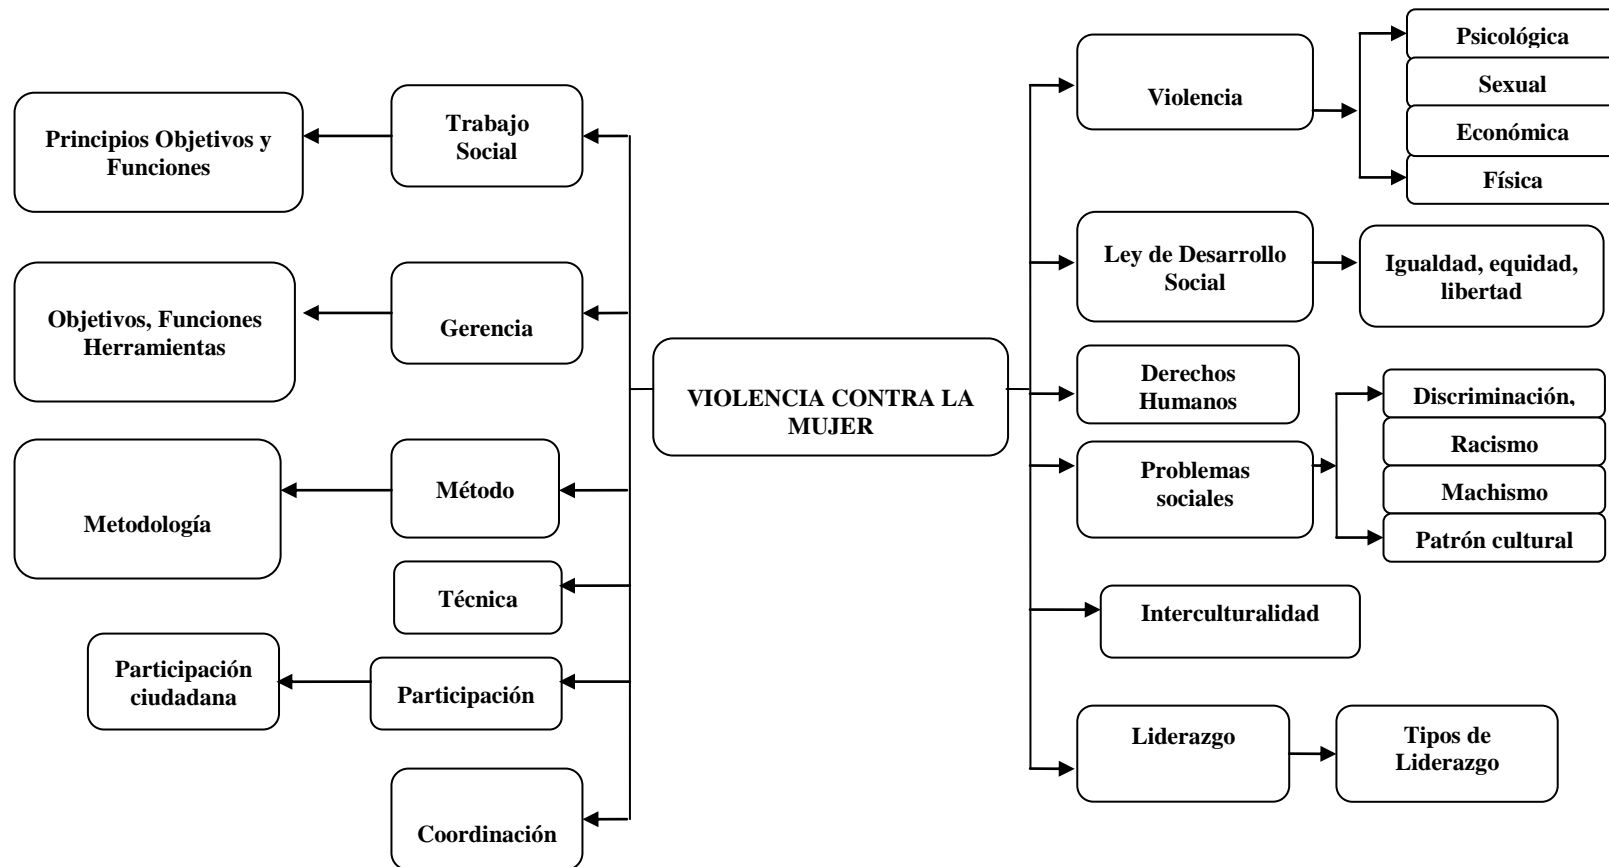 Trabajo
Social
Principios Objetivos y
Funciones
Gerencia
Objetivos, Funciones
Herramientas
Método
Metodología
Técnica
Participación
Participación
ciudadana
Coordinación
VIOLENCIA CONTRA LA
MUJER
Violencia
Psicológica
Sexual
Económica
Física
Ley de Desarrollo
Social
Igualdad, equidad,
libertad
Derechos
Humanos
Problemas
sociales
Discriminación,
Racismo
Machismo
Patrón cultural
Interculturalidad
Liderazgo
Tipos de
Liderazgo